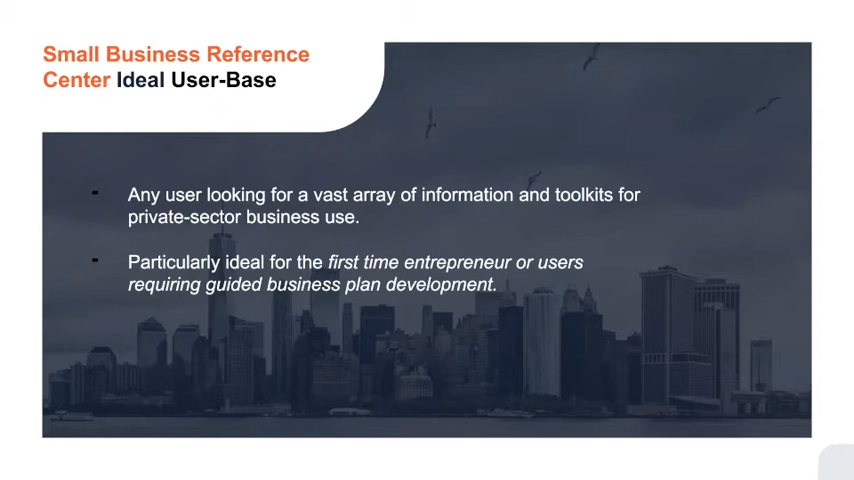 Small Business Reference
Center Ideal User-Base
- Any user looking for a vast array of information and toolkits for
private-sector business use.
- Particularly ideal for the first time entrepreneur or users
requiring guided business plan development.